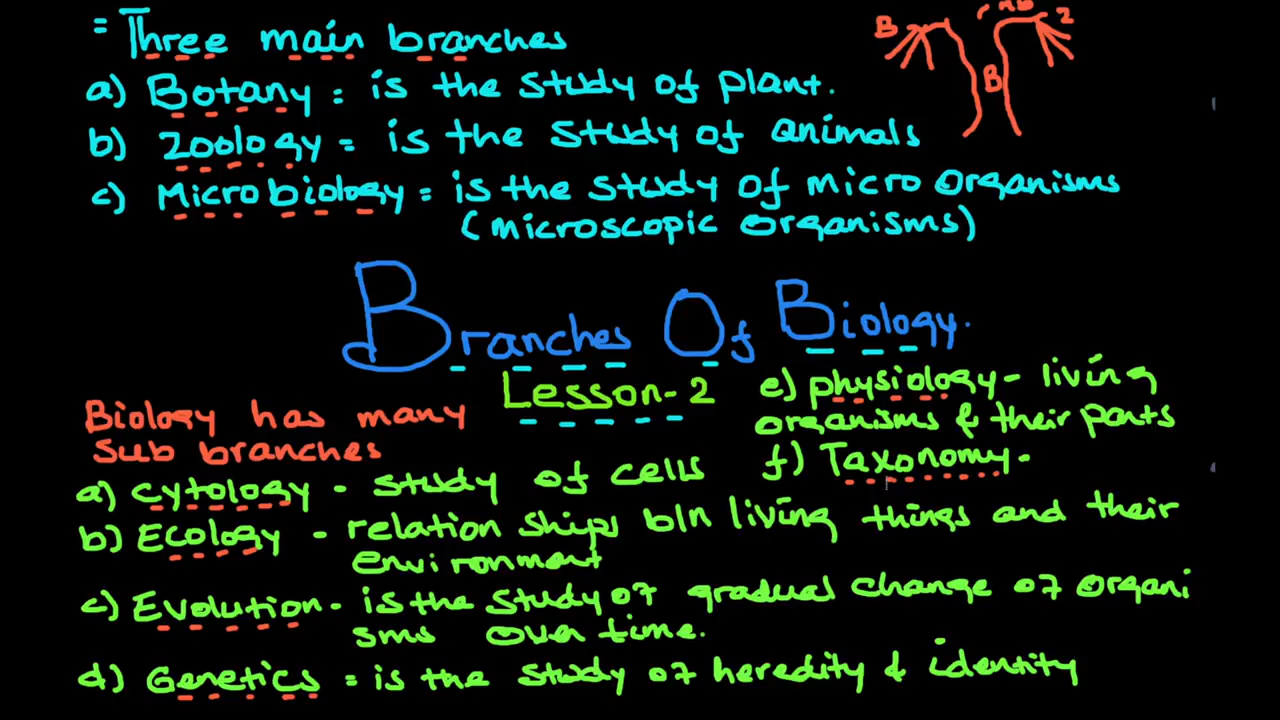 = Three main branches
a) Botany = is the study of plant.
b) Zoology = is the study of animals
c) Microbiology = is the study of micro organisms
(microscopic organisms)
B
B
2
Branches Of Biology.
Lesson-2
Biology has many
Sub branches
a) cytology - study of cells
b) Ecology - relation ships b/n living things and their
environment
c) Evolution - is the study of gradual change of organi
sms over time.
d) Genetics = is the study of heredity & identity
e) physiology - living
organisms & their parts
f) Taxonomy -